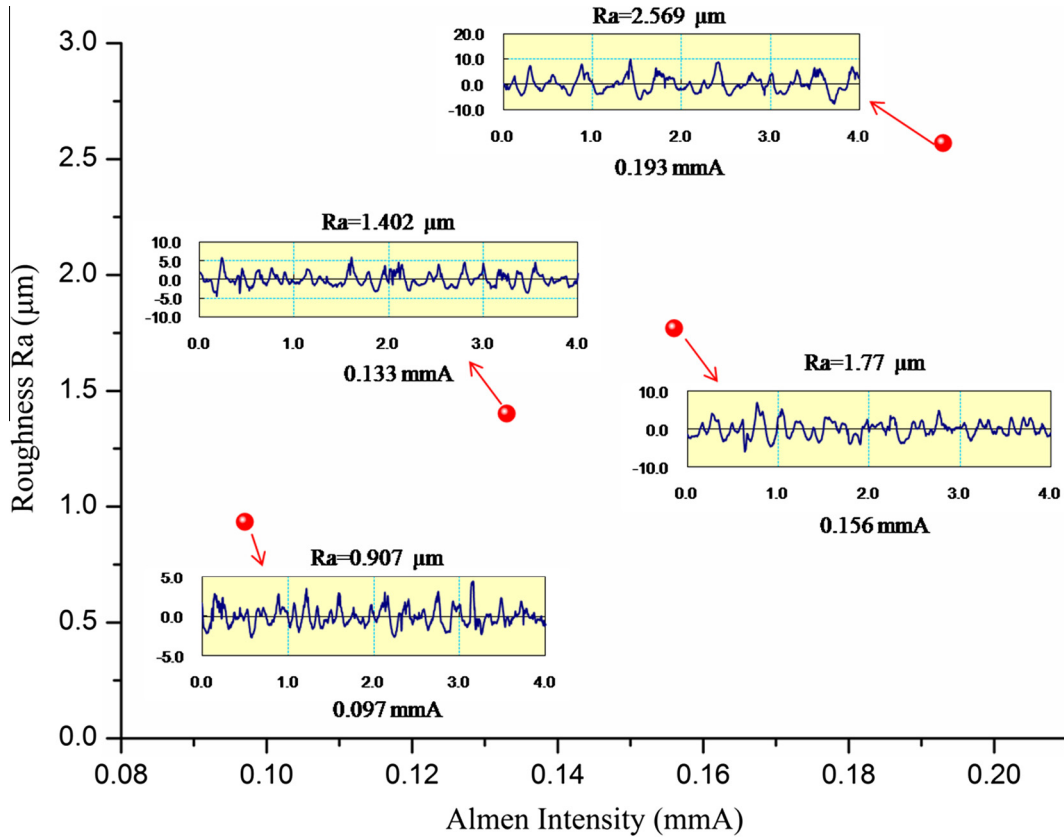 Ra=2.569 μm
20.0
10.0
0.0
-10.0
0.0 1.0 2.0 3.0 4.0
0.193 mmA
Ra=1.402 μm
10.0
5.0
0.0
-5.0
-10.0
0.0 1.0 2.0 3.0 4.0
0.133 mmA
Ra=1.77 μm
10.0
0.0
-10.0
0.0 1.0 2.0 3.0 4.0
0.156 mmA
Ra=0.907 μm
5.0
0.0
-5.0
0.0 1.0 2.0 3.0 4.0
0.097 mmA
Roughness Ra (μm)
3.0
2.5
2.0
1.5
1.0
0.5
0.0
0.08 0.10 0.12 0.14 0.16 0.18 0.20
Almen Intensity (mmA)